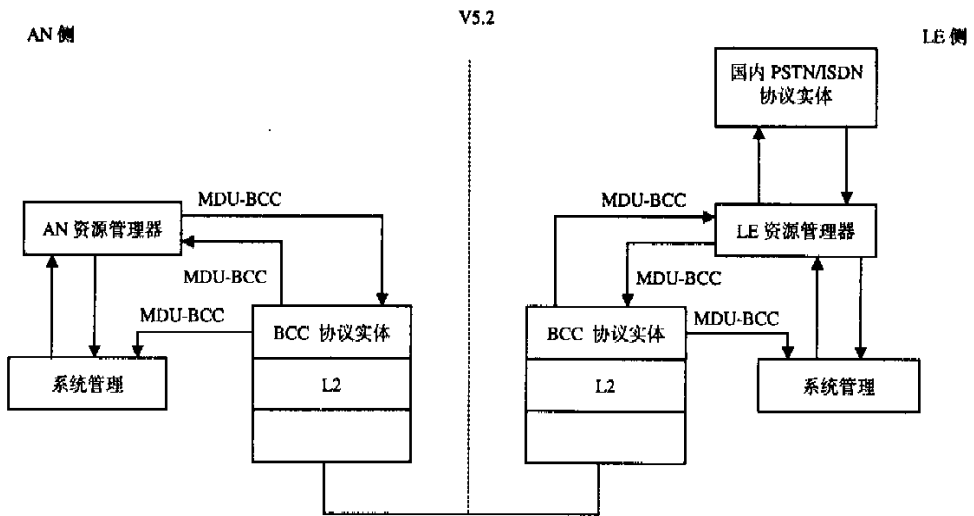 V5.2
AN 侧
LE 侧
国内 PSTN/ISDN
协议实体
MDU-BCC
MDU-BCC
AN 资源管理器
LE 资源管理器
MDU-BCC
MDU-BCC
MDU-BCC
MDU-BCC
BCC 协议实体
BCC 协议实体
系统管理
L2
L2
系统管理